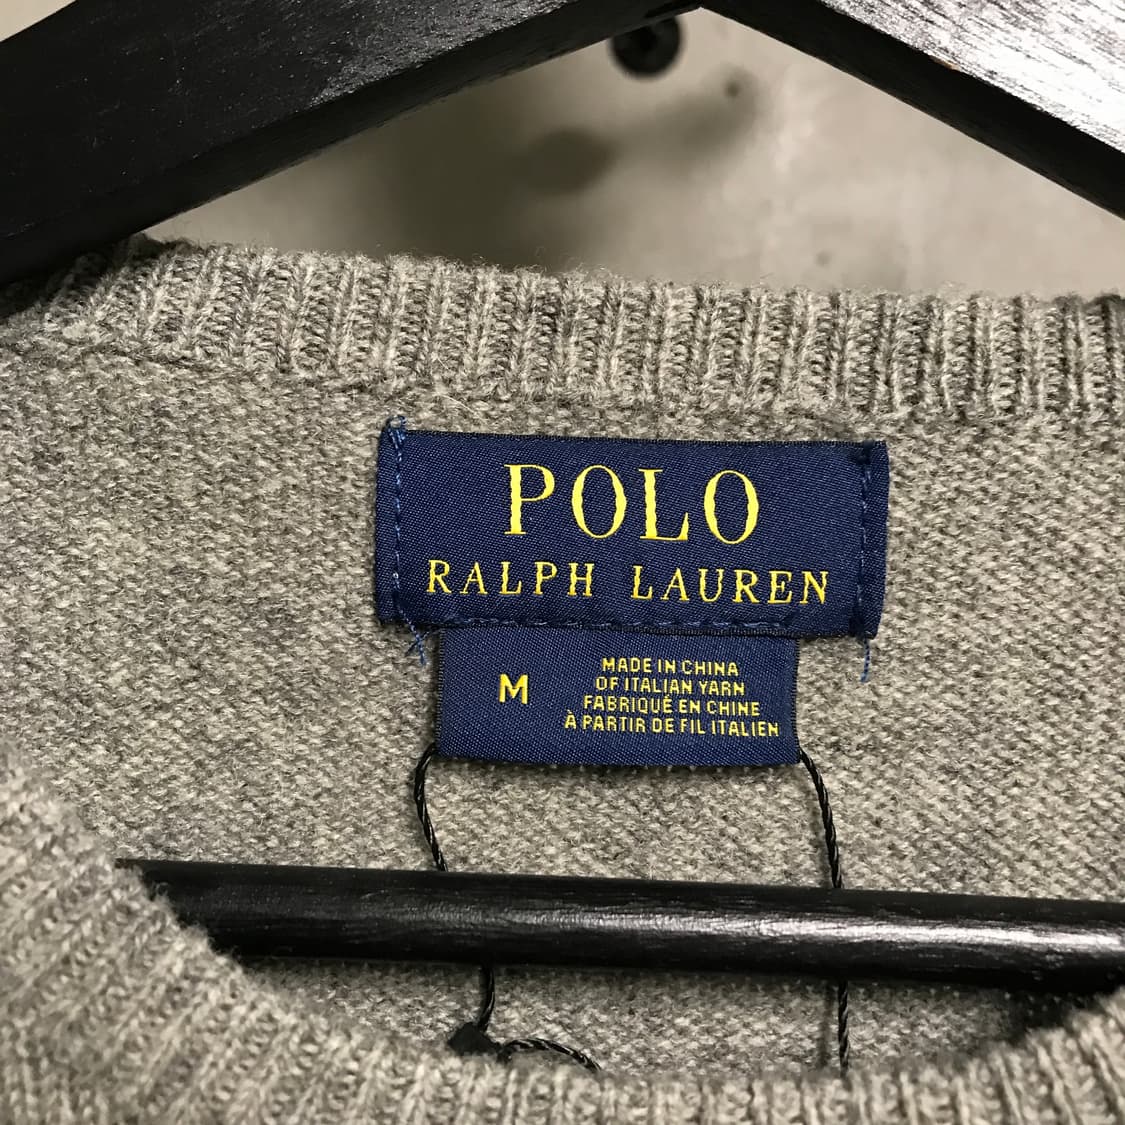 POLO
RALPH LAUREN
M
MADE IN CHINA
OF ITALIAN YARN
FABRIQUÉ EN CHINE
À PARTIR DE FIL ITALIEN